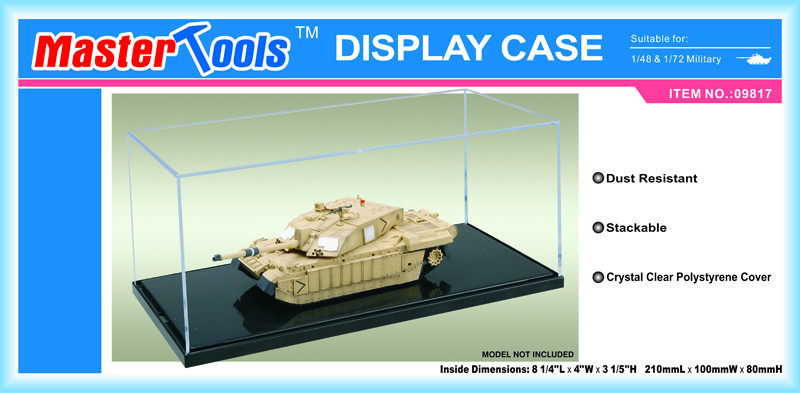 Master Tools™ DISPLAY CASE
Suitable for:
1/48 & 1/72 Military
ITEM NO.:09817
Dust Resistant
Stackable
Crystal Clear Polystyrene Cover
MODEL NOT INCLUDED
Inside Dimensions: 8 1/4"L x 4"W x 3 1/5"H 210mmL x 100mmW x 80mmH